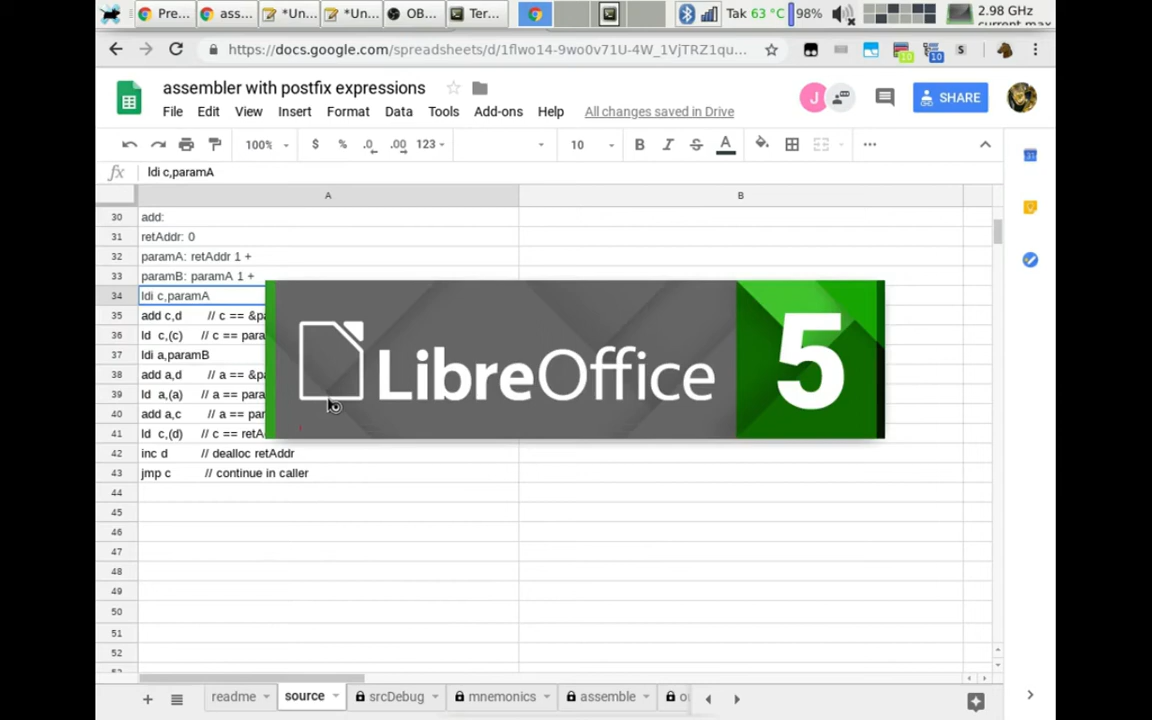 Pre... ass... *Un... *Un... OB... Ter... Tak 63 °C 98% 2.98 GHz
current max
https://docs.google.com/spreadsheets/d/1flwo14-9wo0v71U-4W_1VjTRZ1qu... 10 10 S
assembler with postfix expressions
File Edit View Insert Format Data Tools Add-ons Help All changes saved in Drive J SHARE
100% $ % .0 .00 123 10 B I S A
fx ldi c,paramA
A B
30 add:
31 retAddr: 0
32 paramA: retAddr 1 +
33 paramB: paramA 1 +
34 ldi c,paramA
35 add c,d // c == &pa
36 ld c,(c) // c == para
37 ldi a,paramB
38 add a,d // a == &p
39 ld a,(a) // a == par
40 add a,c // a == par
41 ld c,(d) // c == retA
42 inc d // dealloc retAddr
43 jmp c // continue in caller
44
45
46
47
48
49
50
51
52
LibreOffice 5
readme source srcDebug mnemonics assemble